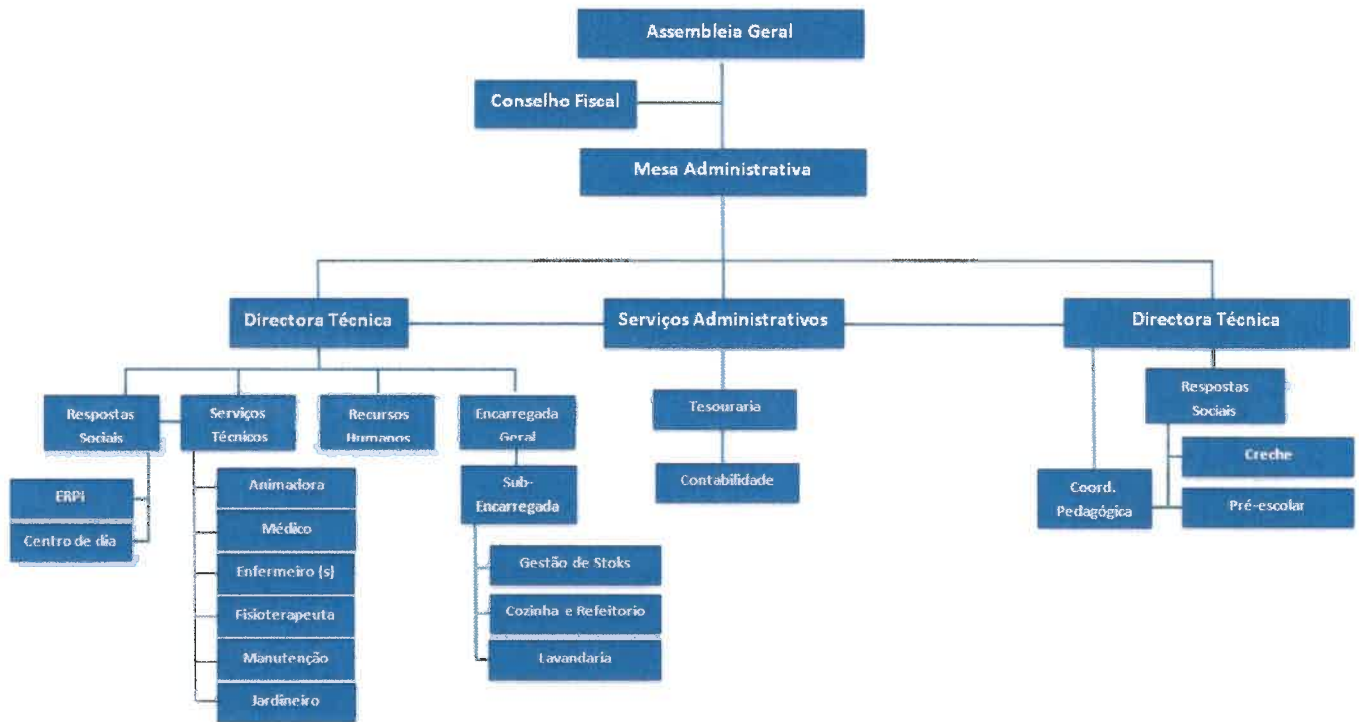 Assembleia Geral
Conselho Fiscal
Mesa Administrativa
Directora Técnica
Serviços Administrativos
Directora Técnica
Respostas
Sociais
Serviços
Técnicos
Recursos
Humanos
Encarregada
Geral
Tesouraria
Respostas
Sociais
ERPI
Centro de dia
Animadora
Médico
Enfermeiro (s)
Fisioterapeuta
Manutenção
Jardineiro
Sub-
Encarregada
Gestão de Stoks
Cozinha e Refeitorio
Lavandaria
Contabilidade
Coord.
Pedagógica
Creche
Pré-escolar